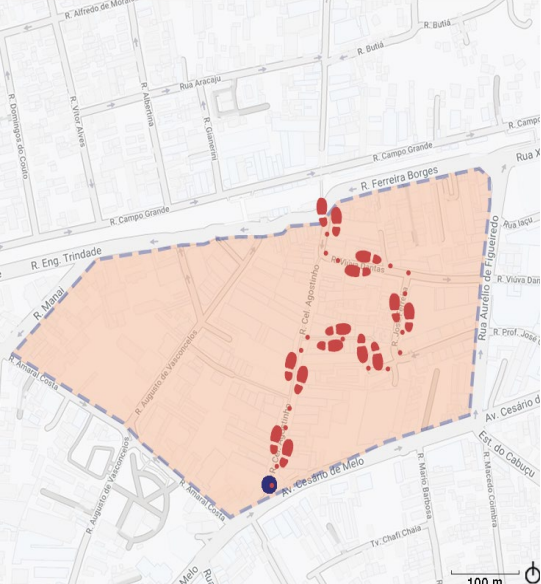 R. Alfredo de Mora
R. Butiá
R. Butiá
Rua Aracaju
R. Domingos do Couto
R. Vitor Alves
R. Albertina
R. Gianerini
R. Campo
R. Campo Grande
Rua X
R. Ferreira Borges
R. Campo Grande
Rua Iaçu
R. Eng. Trindade
Rua Aurélio de Figueiredo
R. Viúva Dan
R. Manaí
R. Cel. Agostinho
R. Prof. José
R. Augusto de Vasconcelos
R. Amaral Costa
Av. Cesário d
Est. do Cabuçu
R. Augusto de Vasconcelos
R. Amaral Costa
Av. Cesário de Melo
R. Mário Barbosa
R. Macedo Coimbra
Tv. Chafi Chaia
Melo
Rua
100 m